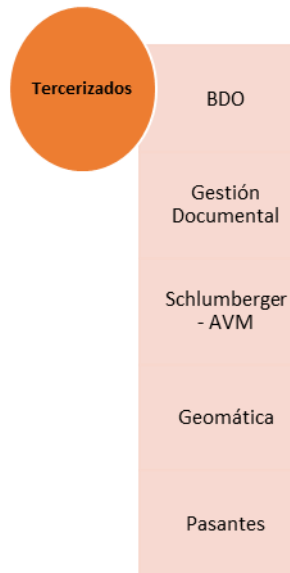 Tercerizados
BDO
Gestión
Documental
Schlumberger
- AVM
Geomática
Pasantes